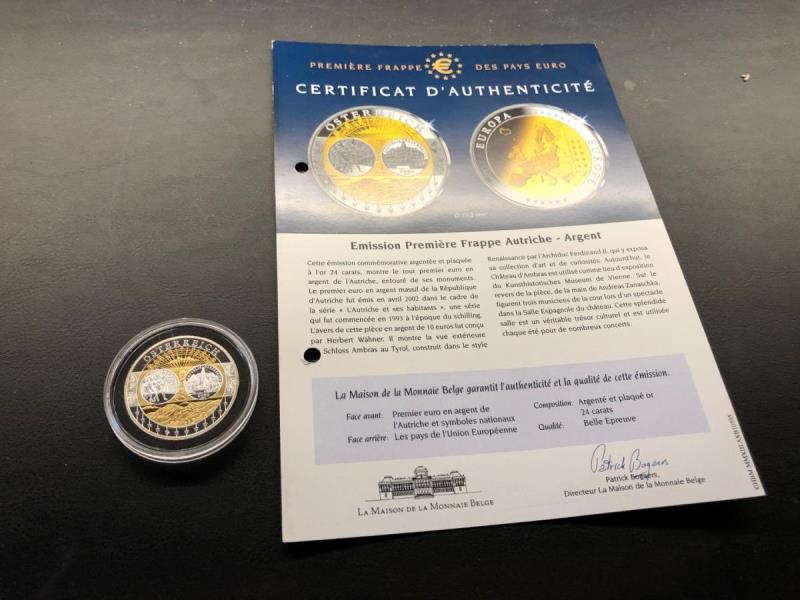 PREMIÈRE FRAPPE € DES PAYS EURO
CERTIFICAT D'AUTHENTICITÉ
ÖSTERREICH
EUROPA
EUROPE
Emission Première Frappe Autriche - Argent
Cette émission commémorative argentée et plaquée
à l'or 24 carats, montre le tout premier euro en
argent de l'Autriche, entouré de ses monuments.
Le premier euro en argent massif de la République
d'Autriche fut émis en avril 2002 dans le cadre de la
série « L'Autriche et ses habitants », une série
qui fut commencée en 1993 à l'époque du schilling.
L'avers de cette pièce en argent de 10 euros fut conçu
par Herbert Wähner. Il montre la vue extérieure
Schloss Ambras au Tyrol, construit dans le style
Renaissance par l'Archiduc Ferdinand II, qui y exposa
sa collection d'art et de curiosités. Aujourd'hui, le
Château d'Ambras est utilisé comme lieu d'exposition
du Kunsthistorisches Museum de Vienne. Sur le
revers de la pièce, de la main de Andreas Zanaschka,
figurent trois musiciens de la cour lors d'un spectacle
dans la Salle Espagnole du château. Cette splendide
salle est un véritable trésor culturel et est utilisée
chaque été pour de nombreux concerts.
La Maison de la Monnaie Belge garantit l'authenticité et la qualité de cette émission.
Face avant: Premier euro en argent de
l'Autriche et symboles nationaux
Face arrière: Les pays de l'Union Européenne
Composition: Argenté et plaqué or
24 carats
Qualité: Belle Epreuve
Patrick Bogaers
Patrick Bogaers,
Directeur La Maison de la Monnaie Belge
LA MAISON DE LA MONNAIE BELGE
ÖSTERREICH